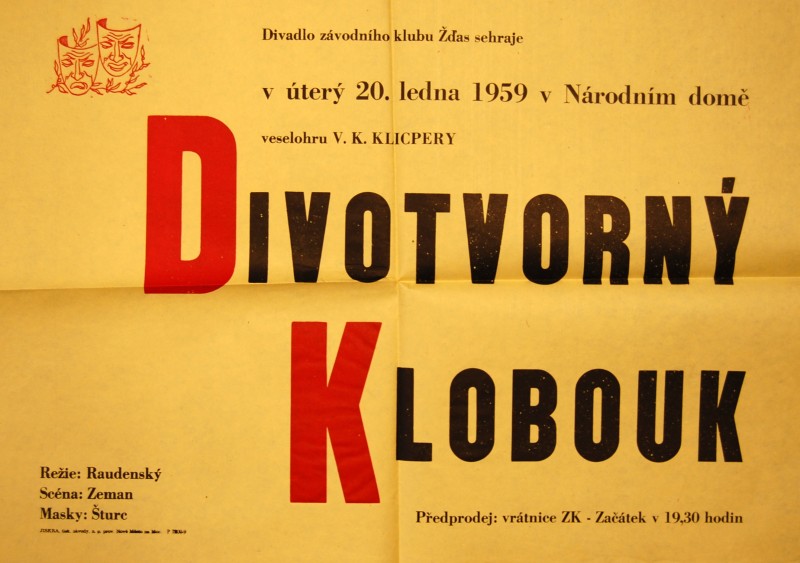 Divadlo závodního klubu Žďas sehraje
v úterý 20. ledna 1959 v Národním domě
veselohru V. K. KLICPERY
DIVOTVORNÝ
KLOBOUK
Režie: Raudenský
Scéna: Zeman
Masky: Šturc
Předprodej: vrátnice ZK - Začátek v 19,30 hodin